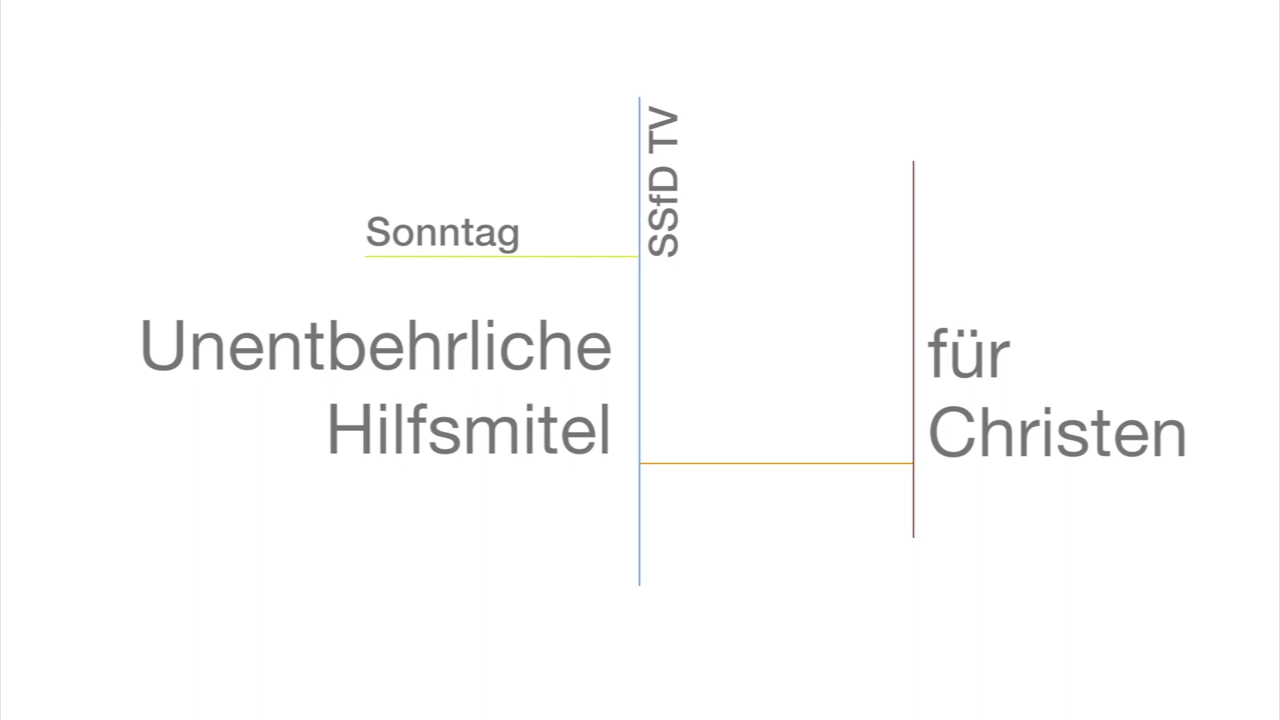 SSfD TV
Sonntag
Unentbehrliche
Hilfsmitel
für
Christen